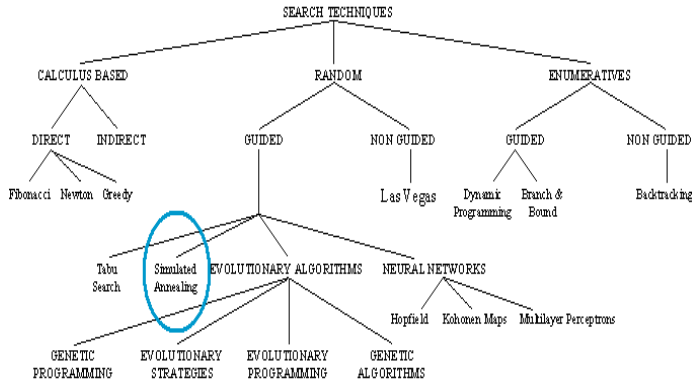 SEARCH TECHNIQUES
CALCULUS BASED
RANDOM
ENUMERATIVES
DIRECT
INDIRECT
GUIDED
NON GUIDED
GUIDED
NON GUIDED
Fibonacci
Newton
Greedy
Las Vegas
Dynamic
Programming
Branch &
Bound
Backtracking
Tabu
Search
Simulated
Annealing
EVOLUTIONARY ALGORITHMS
NEURAL NETWORKS
Hopfield
Kohonen Maps
Multilayer Perceptrons
GENETIC
PROGRAMMING
EVOLUTIONARY
STRATEGIES
EVOLUTIONARY
PROGRAMMING
GENETIC
ALGORITHMS